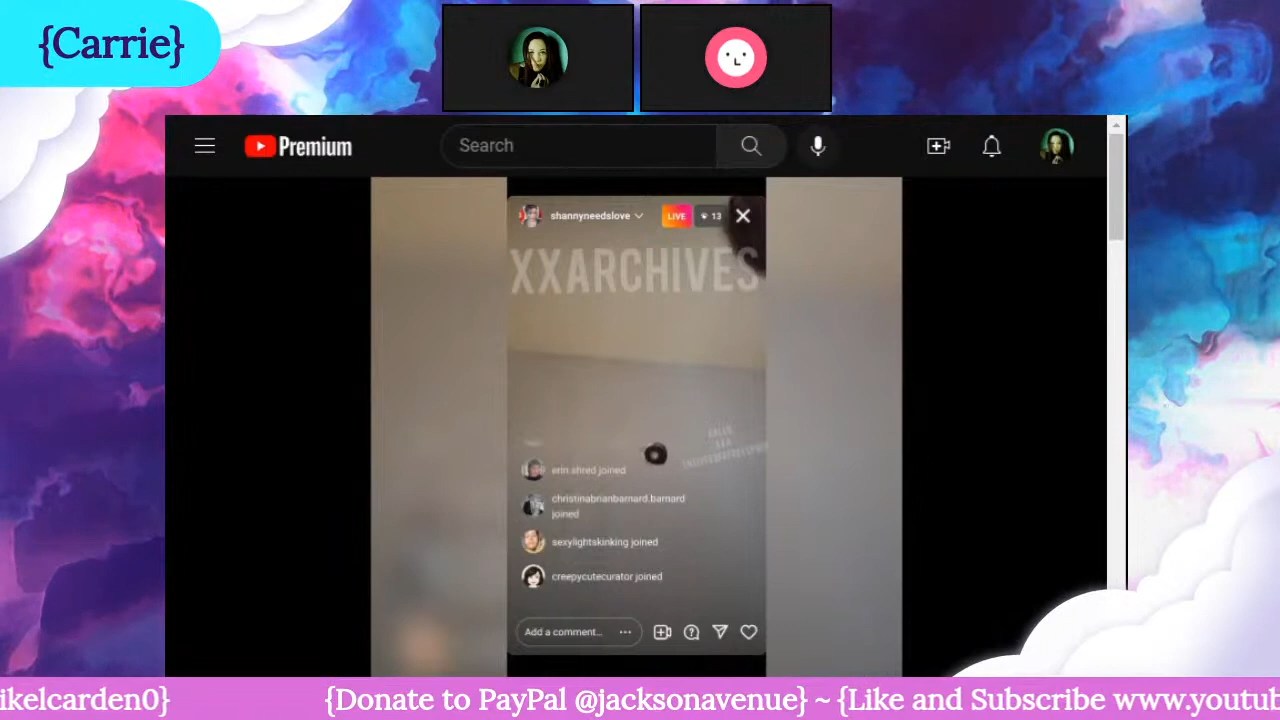 {Carrie}
Premium
Search
shannyneedslove
LIVE
13
XXARCHIVES
erin shred joined
christinabrianbarnard.barnard
joined
sexylightskinking joined
creepycutecurator joined
Add a comment...
ikelcarden0} {Donate to PayPal @jacksonavenue} ~ {Like and Subscribe www.youtub